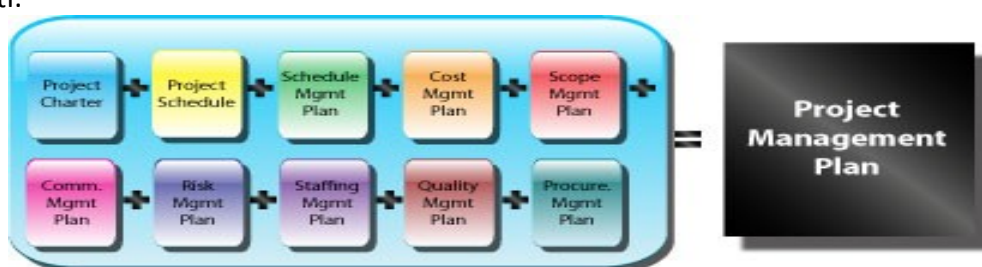 Project
Charter
Project
Schedule
Schedule
Mgmt
Plan
Cost
Mgmt
Plan
Scope
Mgmt
Plan
Comm.
Mgmt
Plan
Risk
Mgmt
Plan
Staffing
Mgmt
Plan
Quality
Mgmt
Plan
Procure.
Mgmt
Plan
Project
Management
Plan